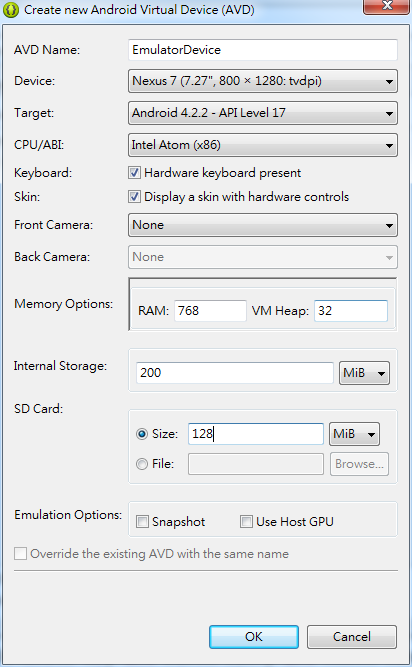 Create new Android Virtual Device (AVD)
AVD Name: EmulatorDevice
Device: Nexus 7 (7.27", 800 × 1280: tvdpi)
Target: Android 4.2.2 - API Level 17
CPU/ABI: Intel Atom (x86)
Keyboard: Hardware keyboard present
Skin: Display a skin with hardware controls
Front Camera: None
Back Camera: None
Memory Options: RAM: 768 VM Heap: 32
Internal Storage: 200 MiB
SD Card:
Size: 128 MiB
File: Browse...
Emulation Options: Snapshot Use Host GPU
Override the existing AVD with the same name
OK Cancel